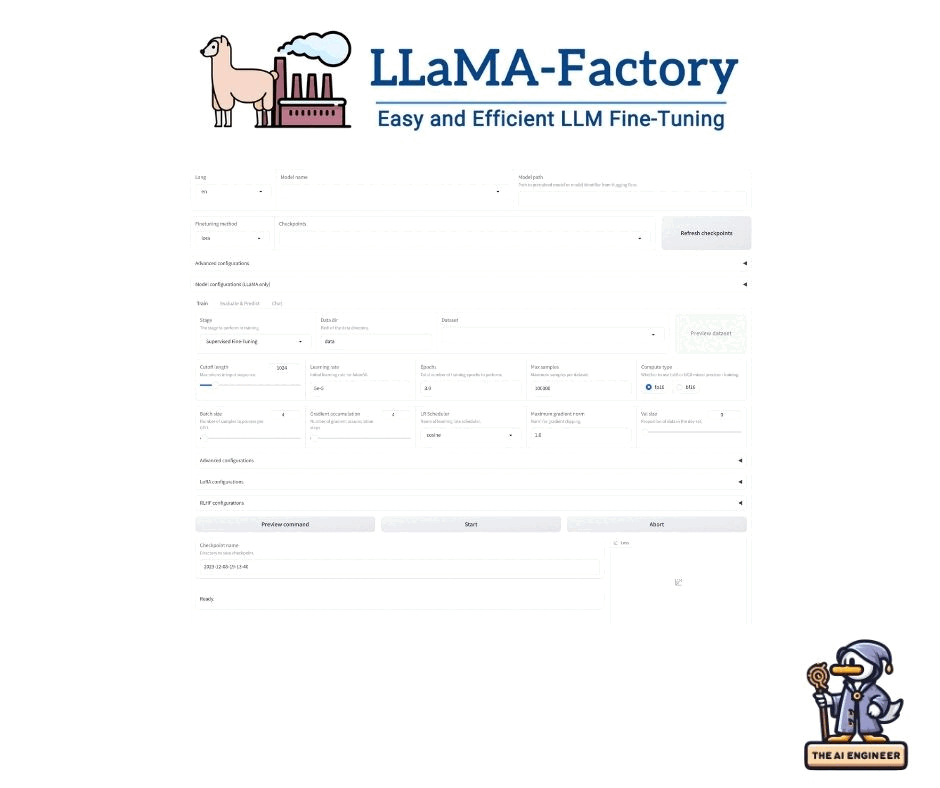 LLaMA-Factory
Easy and Efficient LLM Fine-Tuning
Lang
en
Model name
Model path
Path to pretrained model or model identifier from Hugging Face.
Finetuning method
lora
Checkpoints
Refresh checkpoints
Advanced configurations
Model configurations (LLaMA only)
Train Evaluate & Predict Chat
Stage
The stage to perform in training.
Supervised Fine-Tuning
Data dir
Path of the data directory.
data
Dataset
Preview dataset
Cutoff length
Max tokens in input sequence.
1024
Learning rate
Initial learning rate for AdamW.
5e-5
Epochs
Total number of training epochs to perform.
3.0
Max samples
Maximum samples per dataset.
100000
Compute type
Whether to use fp16 or bf16 mixed precision training.
fp16 bf16
Batch size
Number of samples to process per GPU.
4
Gradient accumulation
Number of gradient accumulation
steps.
4
LR Scheduler
Name of learning rate scheduler.
cosine
Maximum gradient norm
Norm for gradient clipping.
1.0
Val size
Proportion of data in the dev set.
0
Advanced configurations
LoRA configurations
RLHF configurations
Preview command
Start
Abort
Checkpoint name
Directory to save checkpoint.
2023-12-08-19-13-40
Loss
Ready.
THE AI ENGINEER